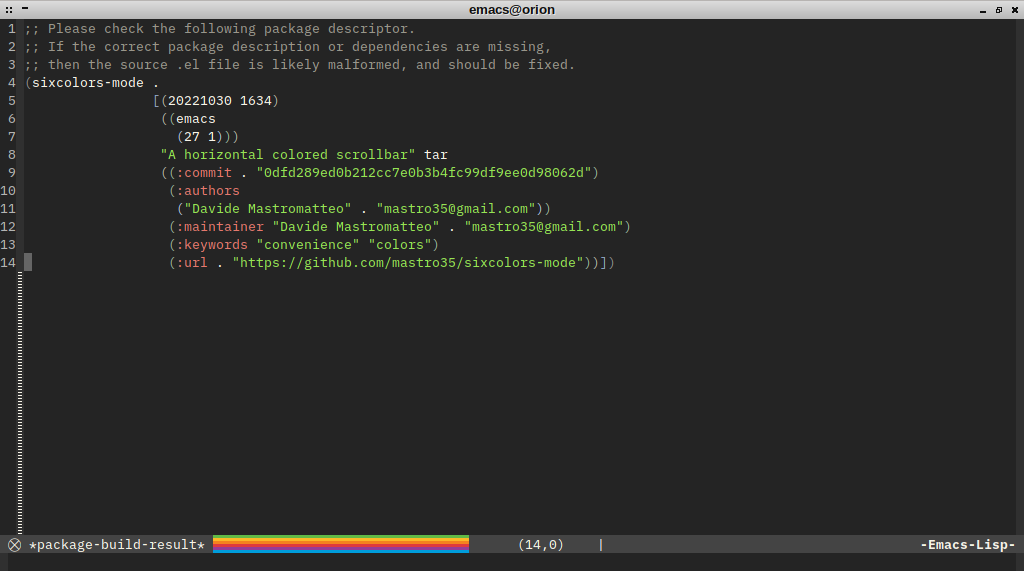 emacs@orion
1 ;; Please check the following package descriptor.
2 ;; If the correct package description or dependencies are missing,
3 ;; then the source .el file is likely malformed, and should be fixed.
4 (sixcolors-mode .
5                 [(20221030 1634)
6                  ((emacs
7                    (27 1)))
8                  "A horizontal colored scrollbar" tar
9                  ((:commit . "0dfd289ed0b212cc7e0b3b4fc99df9ee0d98062d")
10                  (:authors
11                   ("Davide Mastromatteo" . "mastro35@gmail.com"))
12                  (:maintainer "Davide Mastromatteo" . "mastro35@gmail.com")
13                  (:keywords "convenience" "colors")
14                  (:url . "https://github.com/mastro35/sixcolors-mode"))])
*package-build-result* (14,0) | -Emacs-Lisp-